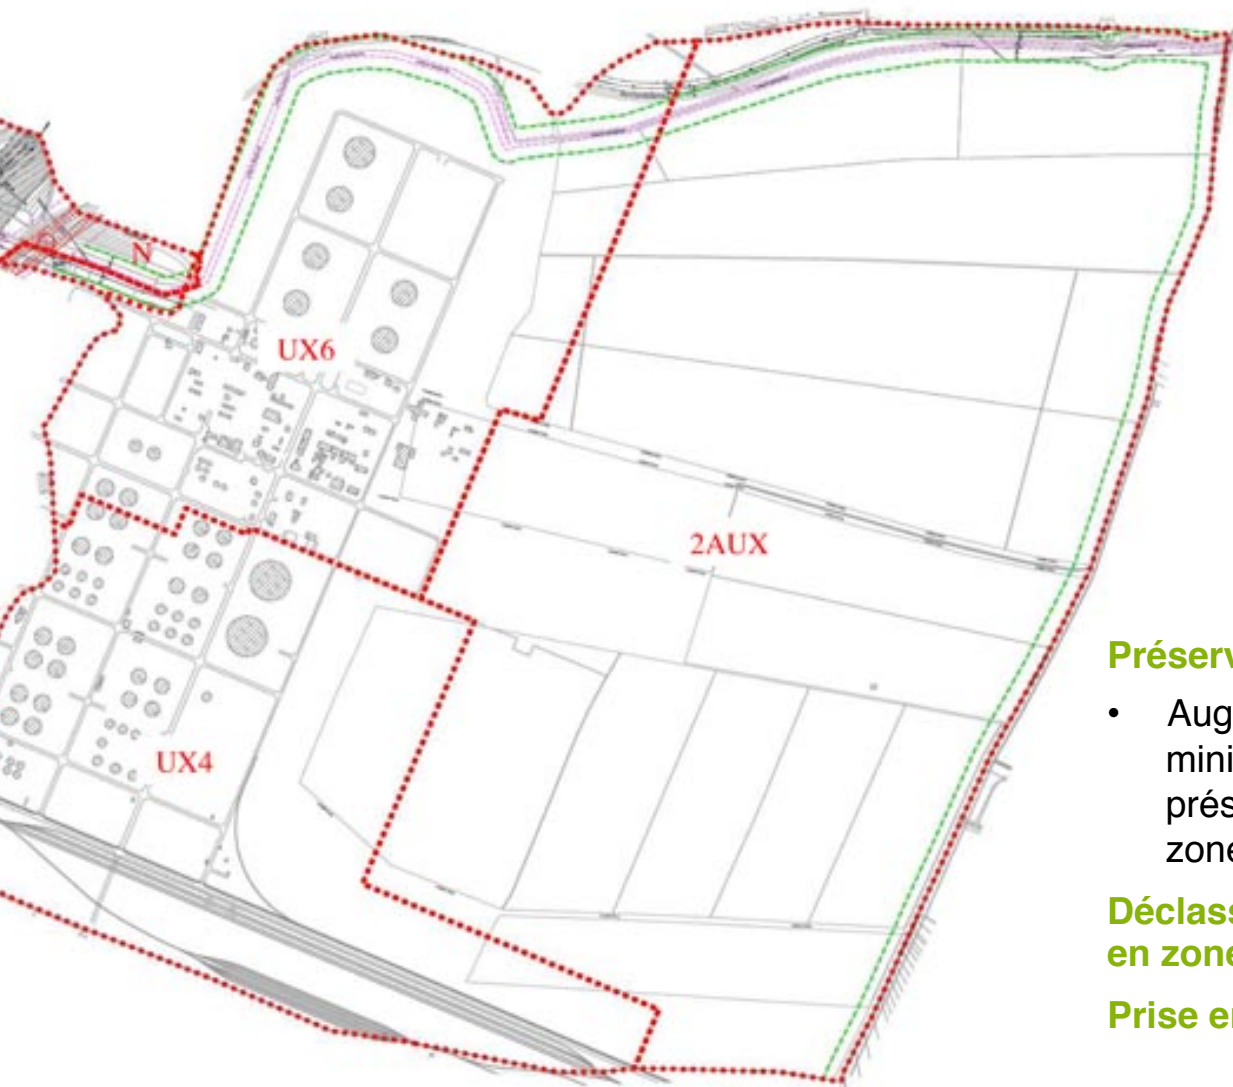 N
UX6
2AUX
UX4
Préserv
• Aug
mini
prés
zone
Déclass
en zone
Prise en